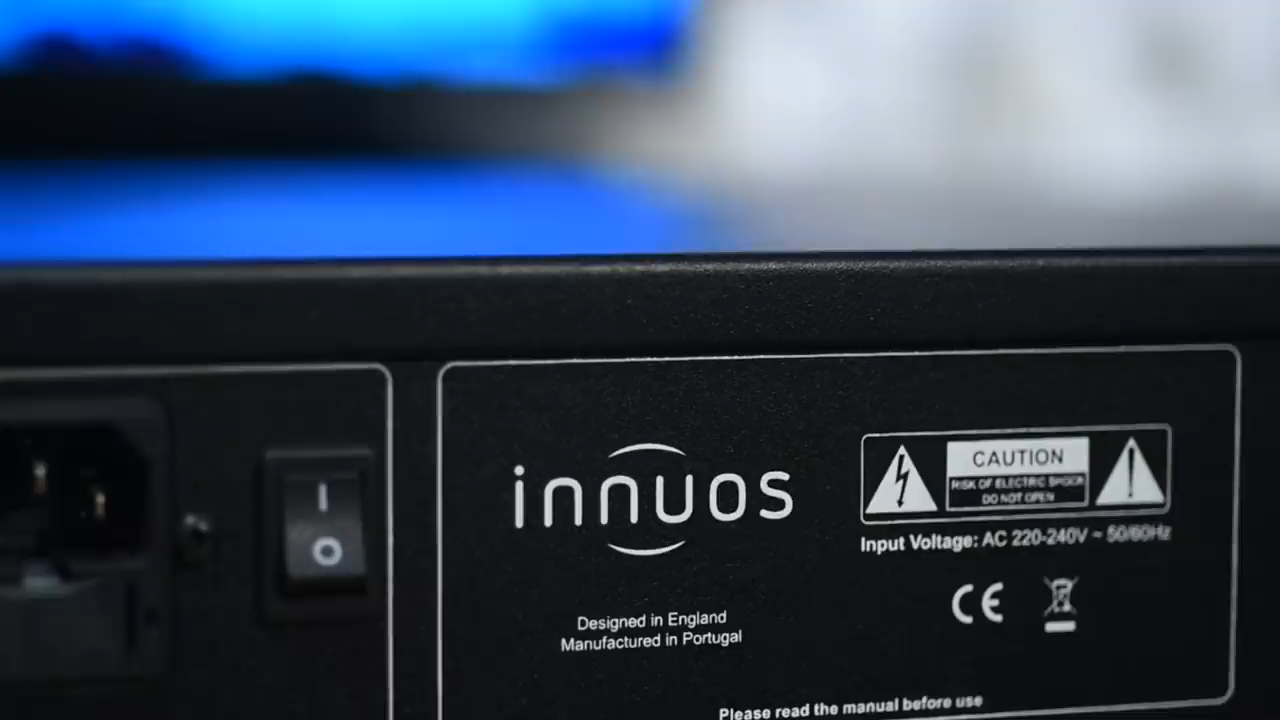 innuos
CAUTION
RISK OF ELECTRIC SHOCK
DO NOT OPEN
Input Voltage: AC 220-240V ~ 50/60Hz
CE
Designed in England
Manufactured in Portugal
Please read the manual before use